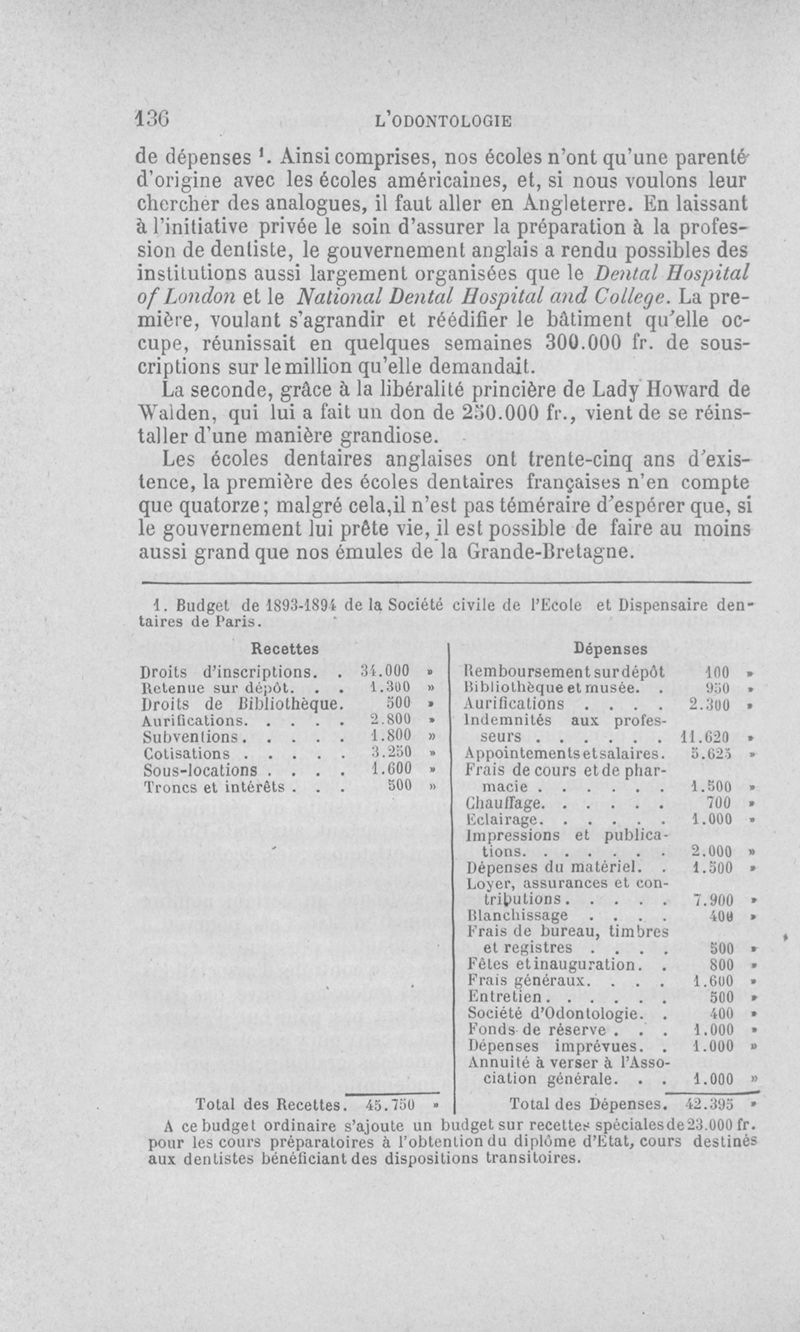 136 L'ODONTOLOGIE
de dépenses ¹. Ainsi comprises, nos écoles n'ont qu'une parenté
d'origine avec les écoles américaines, et, si nous voulons leur
chercher des analogues, il faut aller en Angleterre. En laissant
à l'initiative privée le soin d'assurer la préparation à la profes-
sion de dentiste, le gouvernement anglais a rendu possibles des
institutions aussi largement organisées que le Dental Hospital
of London et le National Dental Hospital and College. La pre-
mière, voulant s'agrandir et réédifier le bâtiment qu'elle oc-
cupe, réunissait en quelques semaines 300.000 fr. de sous-
criptions sur le million qu'elle demandait.
La seconde, grâce à la libéralité princière de Lady Howard de
Walden, qui lui a fait un don de 250.000 fr., vient de se réins-
taller d'une manière grandiose.
Les écoles dentaires anglaises ont trente-cinq ans d'exis-
tence, la première des écoles dentaires françaises n'en compte
que quatorze; malgré cela, il n'est pas téméraire d'espérer que, si
le gouvernement lui prête vie, il est possible de faire au moins
aussi grand que nos émules de la Grande-Bretagne.
1. Budget de 1893-1894 de la Société civile de l'Ecole et Dispensaire den-
taires de Paris.
Recettes
Droits d'inscriptions. . 34.000 »
Retenue sur dépôt. . . 1.300 »
Droits de Bibliothèque. 500 »
Aurifications. . . . . 2.800 »
Subventions. . . . . 1.800 »
Cotisations . . . . . 3.250 »
Sous-locations . . . . 1.600 »
Troncs et intérêts . . . 500 »
Total des Recettes. 45.750 »
Dépenses
Remboursement sur dépôt 100 »
Bibliothèque et musée. . 950 »
Aurifications . . . . 2.300 »
Indemnités aux profes-
seurs . . . . . . 11.620 »
Appointements et salaires. 5.625 »
Frais de cours et de phar-
macie . . . . . . 1.500 »
Chauffage. . . . . . 700 »
Eclairage. . . . . . 1.000 »
Impressions et publica-
tions. . . . . . . 2.000 »
Dépenses du matériel. . 1.500 »
Loyer, assurances et con-
tributions. . . . . 7.900 »
Blanchissage . . . . 400 »
Frais de bureau, timbres
et registres . . . . 500 »
Fêtes et inauguration. . 800 »
Frais généraux. . . . 1.600 »
Entretien. . . . . . 500 »
Société d'Odontologie. . 400 »
Fonds de réserve . . . 1.000 »
Dépenses imprévues. . 1.000 »
Annuité à verser à l'Asso-
ciation générale. . . 1.000 »
Total des Dépenses. 42.395 »
A ce budget ordinaire s'ajoute un budget sur recettes spéciales de 23.000 fr.
pour les cours préparatoires à l'obtention du diplôme d'Etat, cours destinés
aux dentistes bénéficiant des dispositions transitoires.